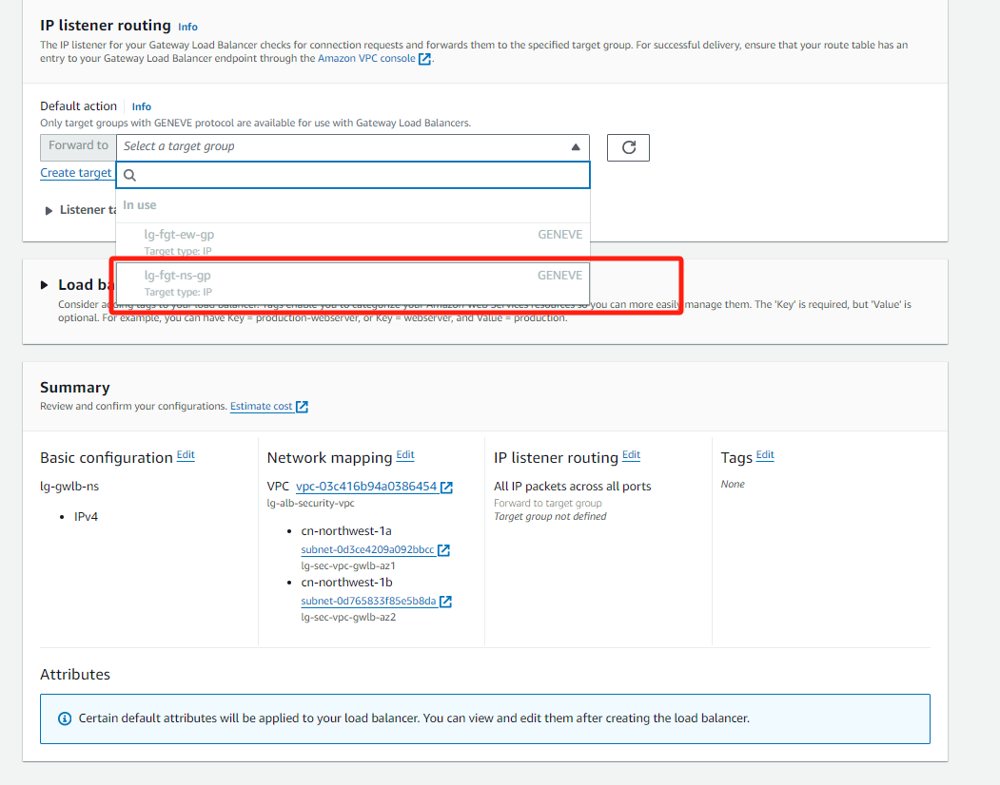 IP listener routing Info
The IP listener for your Gateway Load Balancer checks for connection requests and forwards them to the specified target group. For successful delivery, ensure that your route table has an
entry to your Gateway Load Balancer endpoint through the Amazon VPC console.
Default action Info
Only target groups with GENEVE protocol are available for use with Gateway Load Balancers.
Forward to Select a target group
Create target
In use
Listener ta
lg-fgt-ew-gp GENEVE
Target type: IP
lg-fgt-ns-gp GENEVE
Target type: IP
Load ba
Consider adding tags to your load balancer. Tags enable you to categorize your Amazon Web Services resources so you can more easily manage them. The 'Key' is required, but 'Value' is
optional. For example, you can have Key = production-webserver, or Key = webserver, and Value = production.
Summary
Review and confirm your configurations. Estimate cost
Basic configuration Edit
lg-gwlb-ns
• IPv4
Network mapping Edit
VPC vpc-03c416b94a0386454
lg-alb-security-vpc
• cn-northwest-1a
subnet-0d3ce4209a092bbcc
lg-sec-vpc-gwlb-az1
• cn-northwest-1b
subnet-0d765833f85e5b8da
lg-sec-vpc-gwlb-az2
IP listener routing Edit
All IP packets across all ports
Forward to target group
Target group not defined
Tags Edit
None
Attributes
Certain default attributes will be applied to your load balancer. You can view and edit them after creating the load balancer.